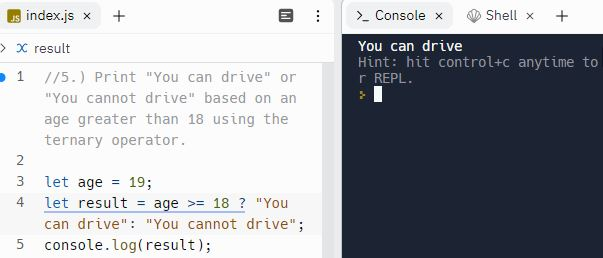 JS index.js × +
> result
1 //5.) Print "You can drive" or
"You cannot drive" based on an
age greater than 18 using the
ternary operator.
2
3 let age = 19;
4 let result = age >= 18 ? "You
can drive": "You cannot drive";
5 console.log(result);
>_ Console × Shell × +
You can drive
Hint: hit control+c anytime to
r REPL.
>